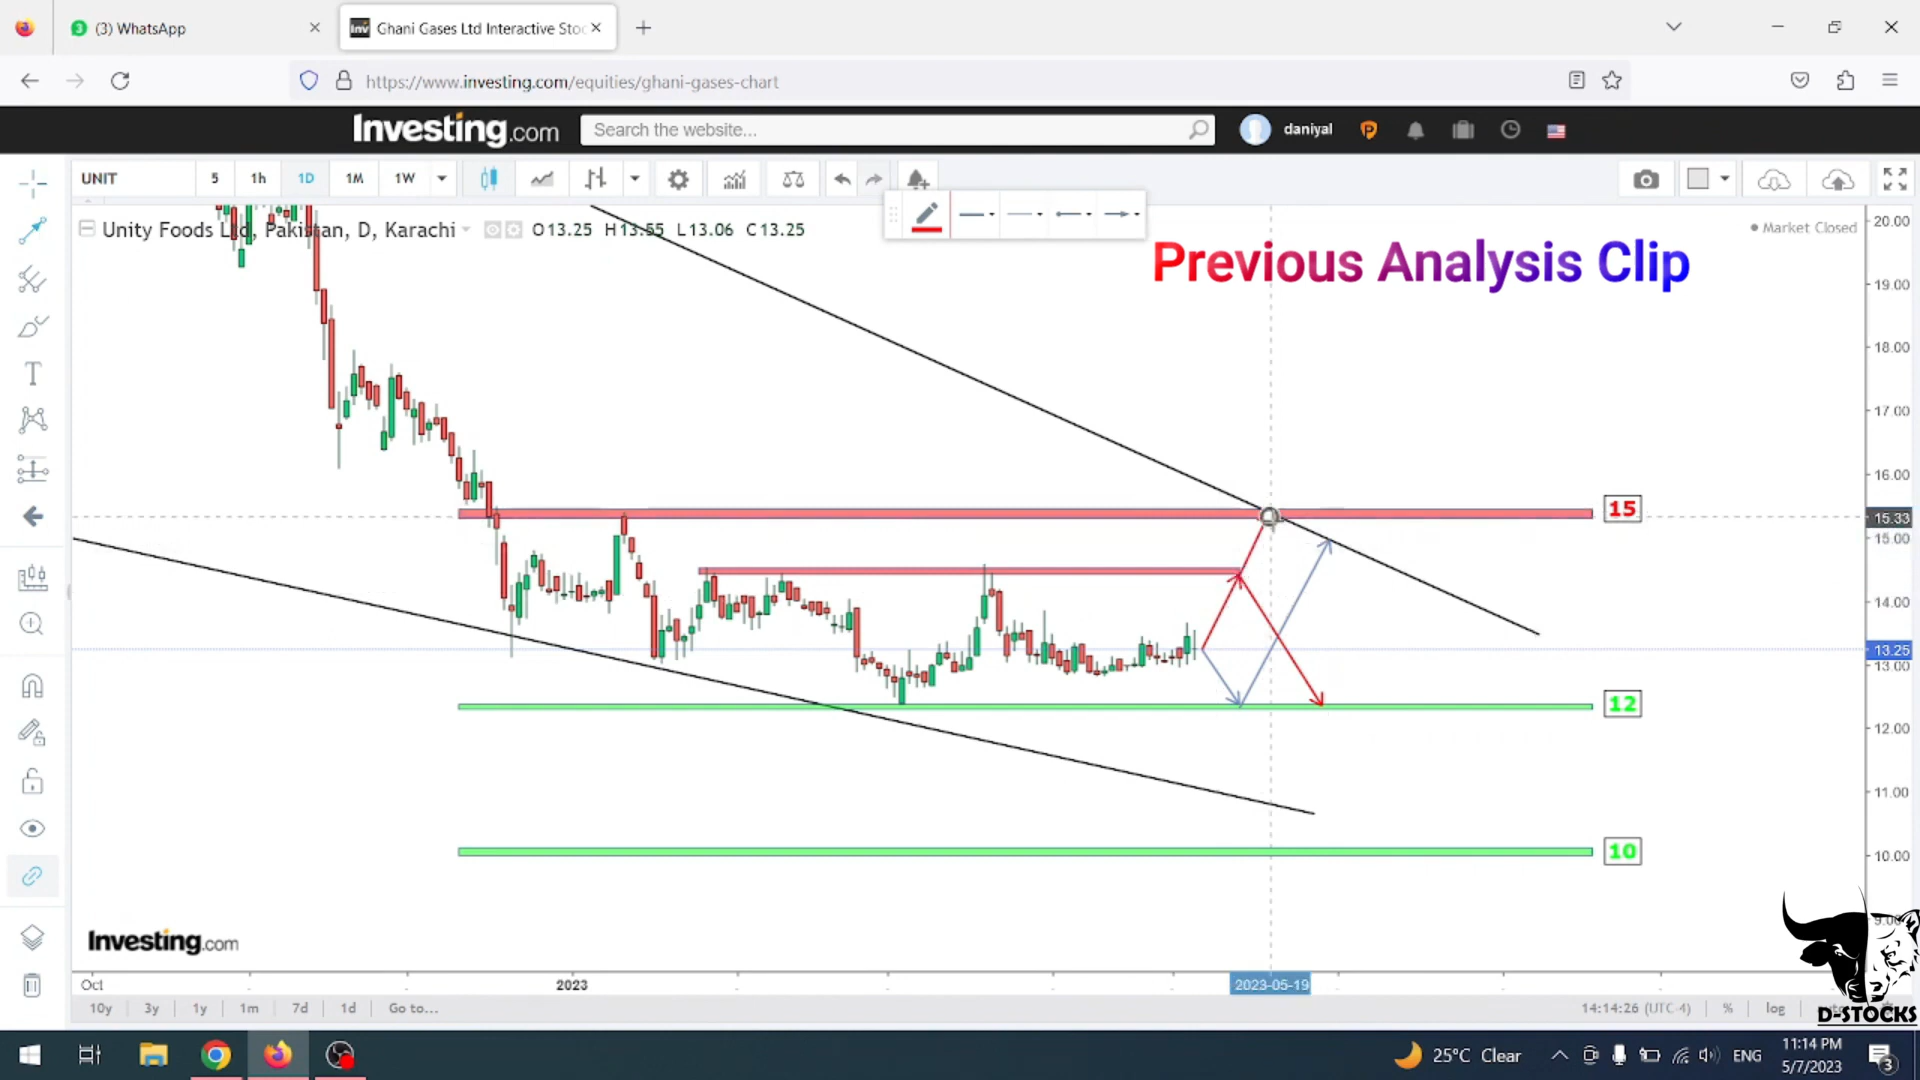 (3) WhatsApp
Ghani Gases Ltd Interactive Stoc
https://www.investing.com/equities/ghani-gases-chart
Investing.com
Search the website...
daniyal
UNIT
5
1h
1D
1M
1W
Unity Foods Ltd, Pakistan, D, Karachi
O13.25 H13.55 L13.06 C13.25
Market Closed
Previous Analysis Clip
20.00
19.00
18.00
17.00
16.00
15
15.33
15.00
14.00
13.25
13.00
12
12.00
11.00
10
10.00
9.00
Investing.com
Oct
2023
2023-05-19
10y
3y
1y
1m
7d
1d
Go to...
14:14:26 (UTC-4)
%
log
D-STOCKS
25°C Clear
ENG
11:14 PM
5/7/2023
3